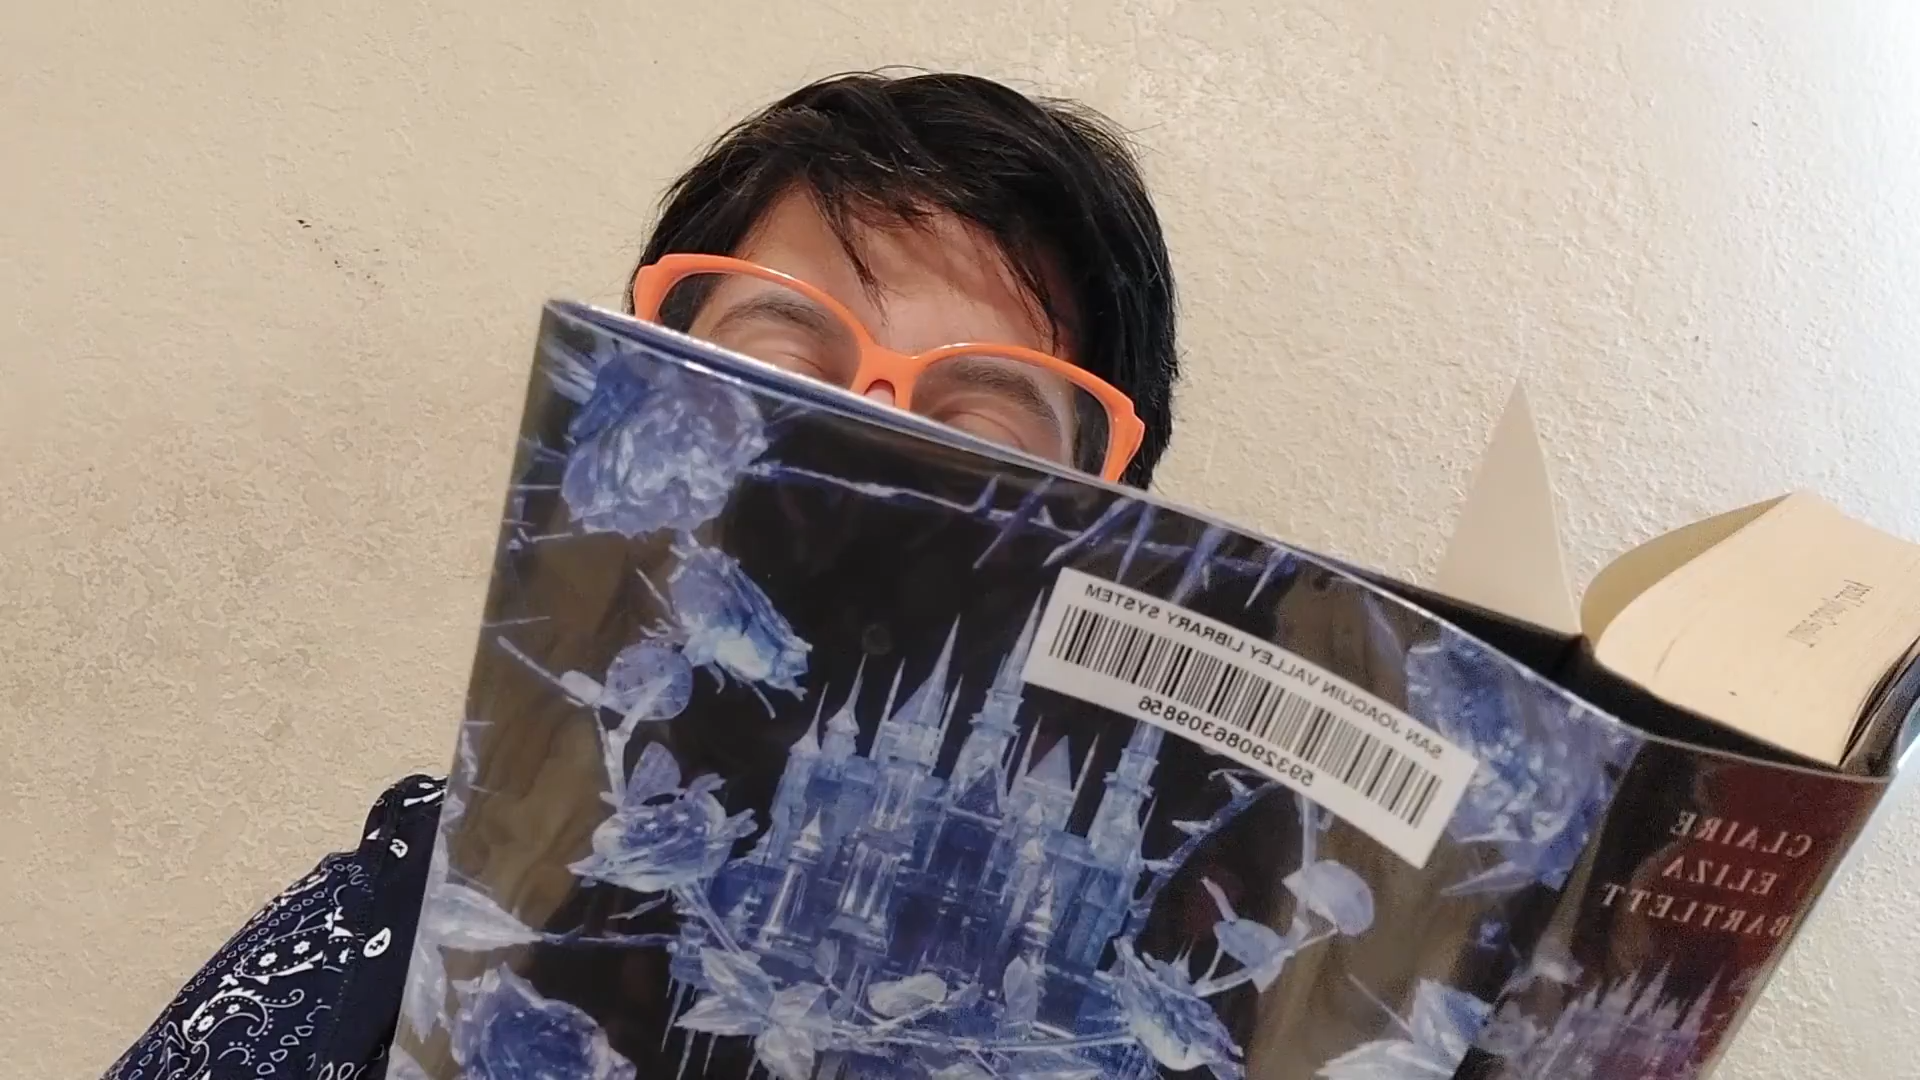 SAN JOAQUIN VALLEY LIBRARY SYSTEM
59329086309856
CLAIRE
ELIZA
BARTLETT